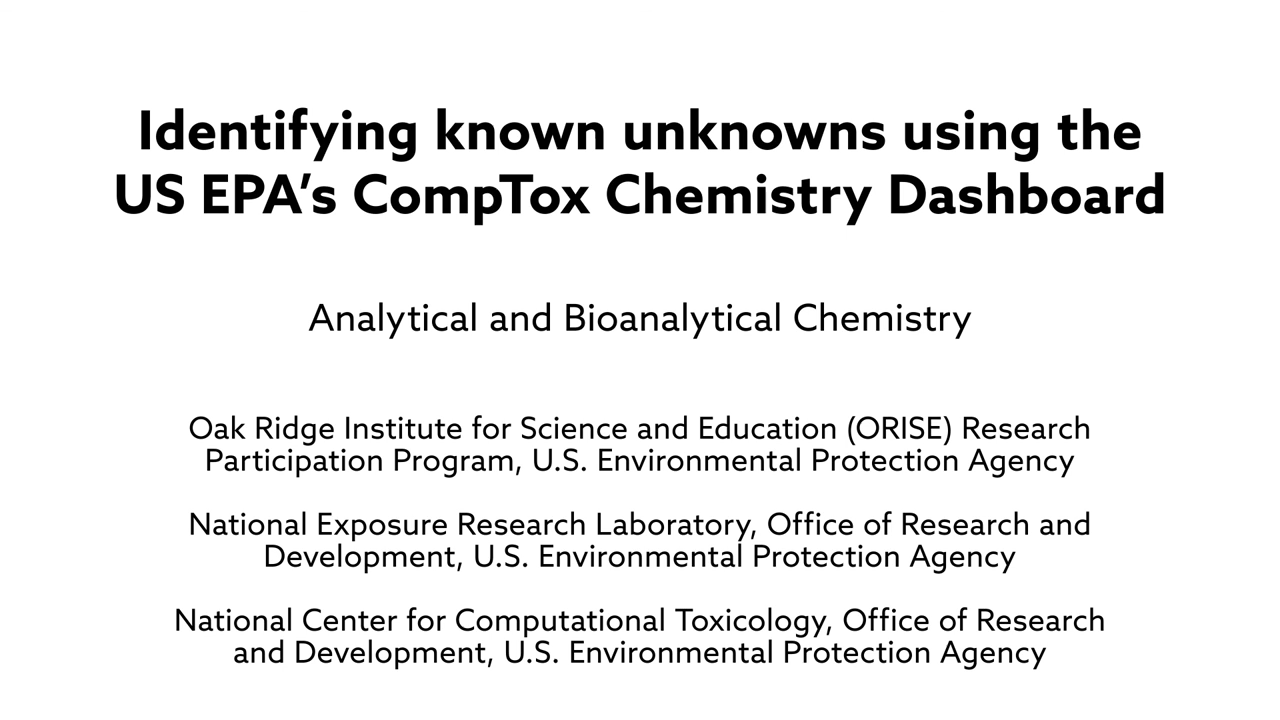 Identifying known unknowns using the
US EPA’s CompTox Chemistry Dashboard
Analytical and Bioanalytical Chemistry
Oak Ridge Institute for Science and Education (ORISE) Research
Participation Program, U.S. Environmental Protection Agency
National Exposure Research Laboratory, Office of Research and
Development, U.S. Environmental Protection Agency
National Center for Computational Toxicology, Office of Research
and Development, U.S. Environmental Protection Agency